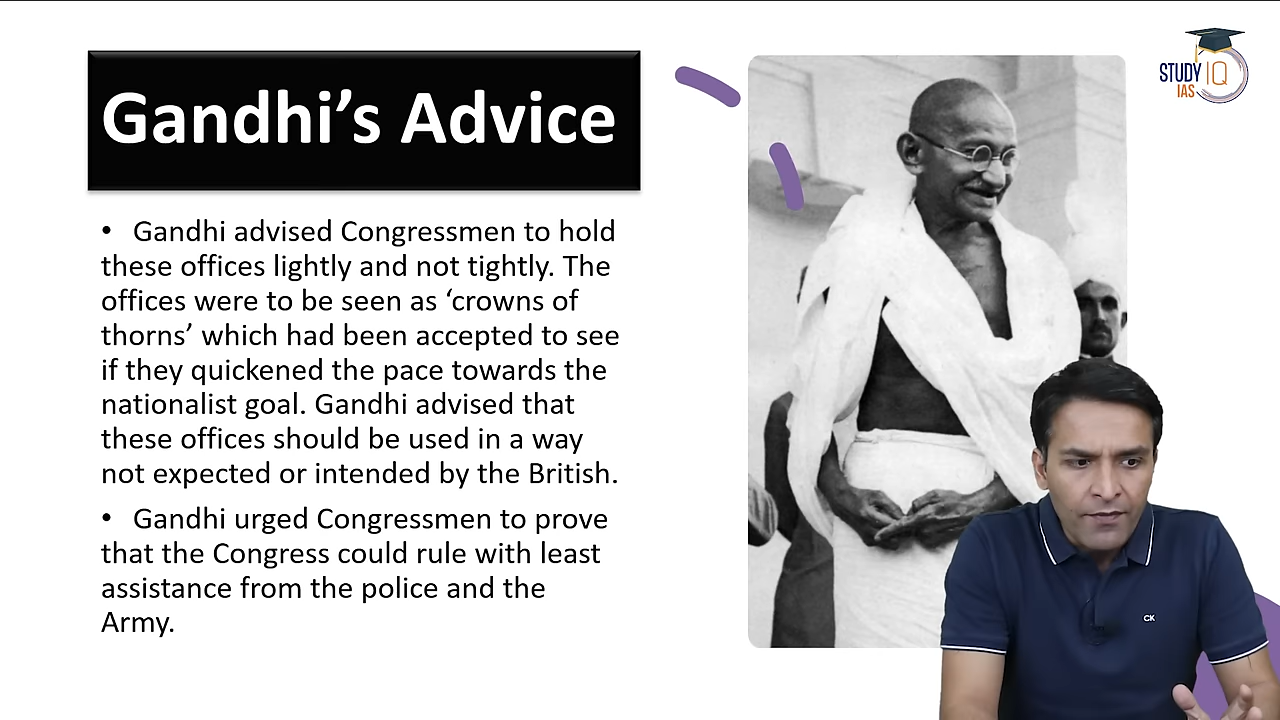 Gandhi’s Advice
• Gandhi advised Congressmen to hold
these offices lightly and not tightly. The
offices were to be seen as ‘crowns of
thorns’ which had been accepted to see
if they quickened the pace towards the
nationalist goal. Gandhi advised that
these offices should be used in a way
not expected or intended by the British.
• Gandhi urged Congressmen to prove
that the Congress could rule with least
assistance from the police and the
Army.
STUDY IQ
IAS
CK